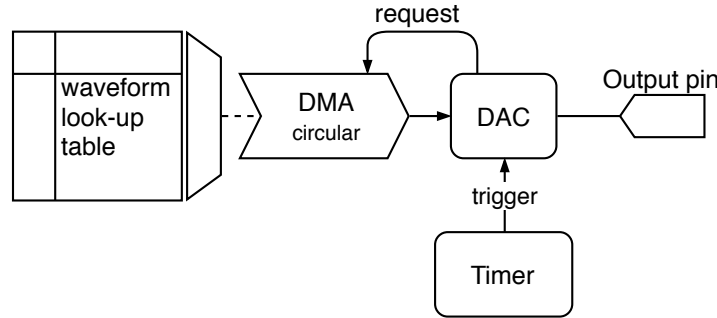 request
waveform
look-up
table
DMA
circular
DAC
Output pin
trigger
Timer